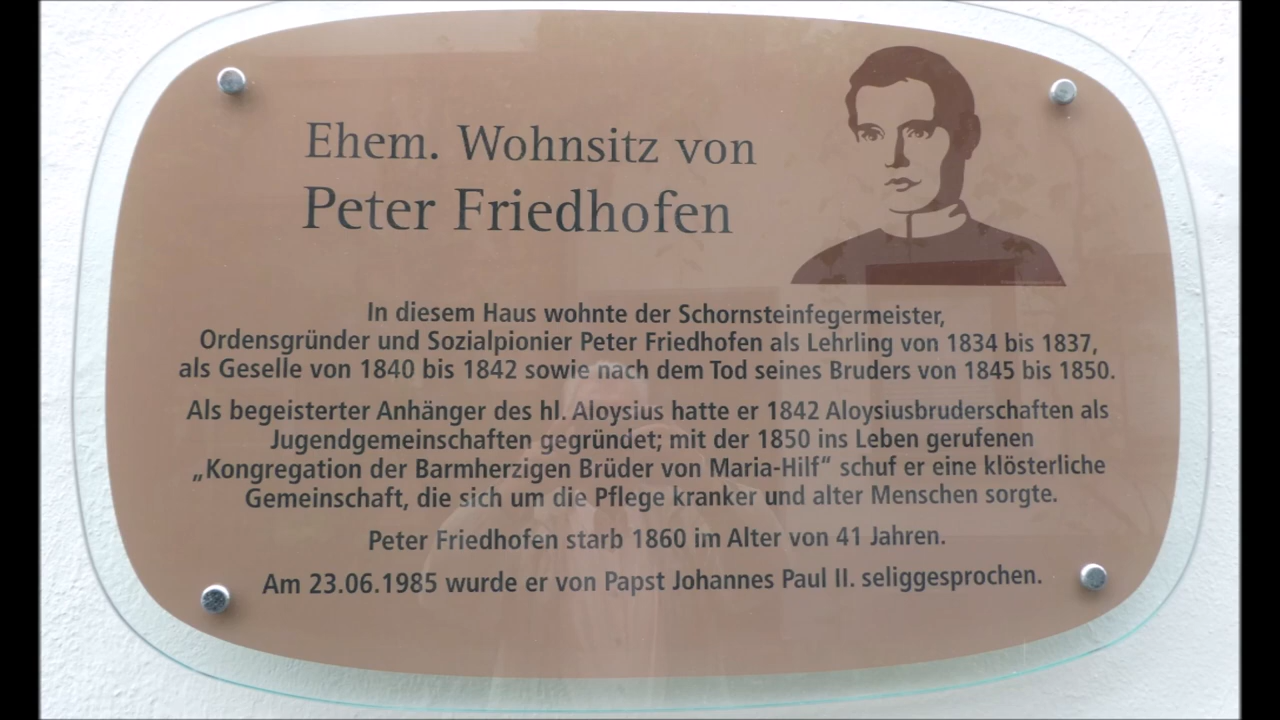 Ehem. Wohnsitz von
Peter Friedhofen
In diesem Haus wohnte der Schornsteinfegermeister,
Ordensgründer und Sozialpionier Peter Friedhofen als Lehrling von 1834 bis 1837,
als Geselle von 1840 bis 1842 sowie nach dem Tod seines Bruders von 1845 bis 1850.
Als begeisterter Anhänger des hl. Aloysius hatte er 1842 Aloysiusbruderschaften als
Jugendgemeinschaften gegründet; mit der 1850 ins Leben gerufenen
„Kongregation der Barmherzigen Brüder von Maria-Hilf“ schuf er eine klösterliche
Gemeinschaft, die sich um die Pflege kranker und alter Menschen sorgte.
Peter Friedhofen starb 1860 im Alter von 41 Jahren.
Am 23.06.1985 wurde er von Papst Johannes Paul II. seliggesprochen.